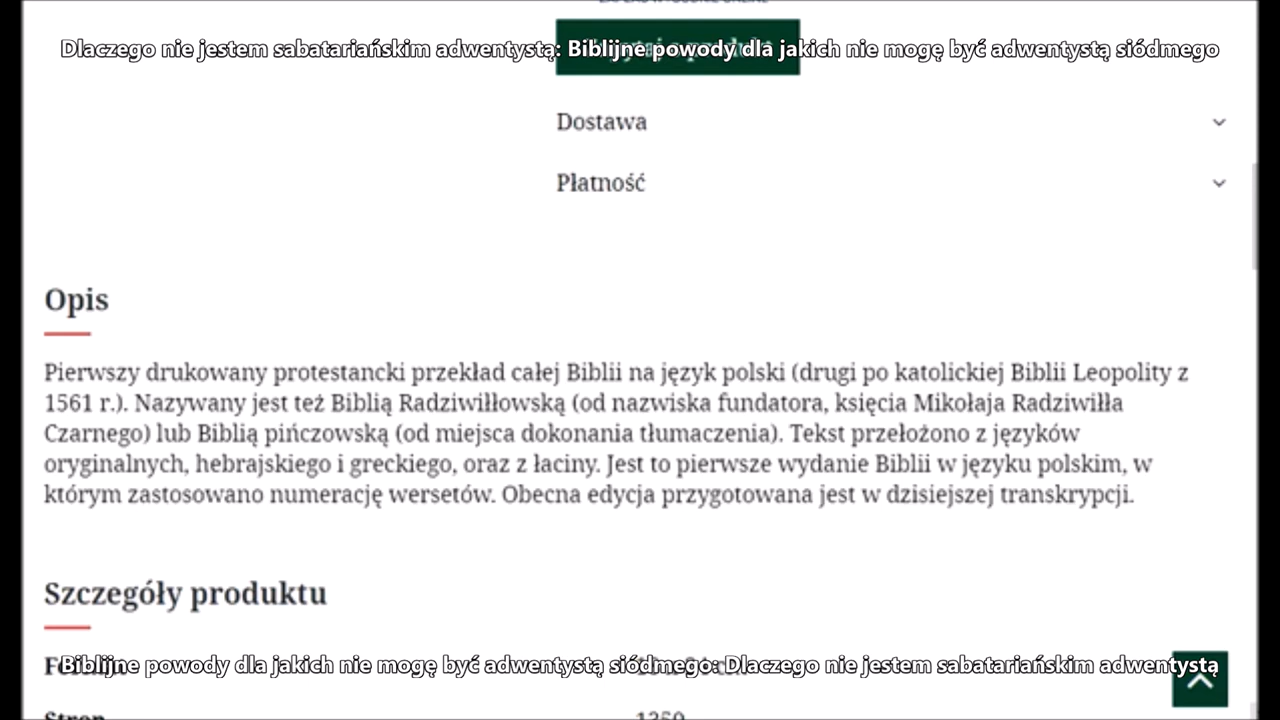 Dlaczego nie jestem sabatariańskim adwentystą: Biblijne powody dla jakich nie mogę być adwentystą siódmego
Dostawa
Płatność
Opis
Pierwszy drukowany protestancki przekład całej Biblii na język polski (drugi po katolickiej Biblii Leopolity z
1561 r.). Nazywany jest też Biblią Radziwiłłowską (od nazwiska fundatora, księcia Mikołaja Radziwiłła
Czarnego) lub Biblią pińczowską (od miejsca dokonania tłumaczenia). Tekst przełożono z języków
oryginalnych, hebrajskiego i greckiego, oraz z łaciny. Jest to pierwsze wydanie Biblii w języku polskim, w
którym zastosowano numerację wersetów. Obecna edycja przygotowana jest w dzisiejszej transkrypcji.
Szczegóły produktu
Biblijne powody dla jakich nie mogę być adwentystą siódmego: Dlaczego nie jestem sabatariańskim adwentystą
Stron 1350